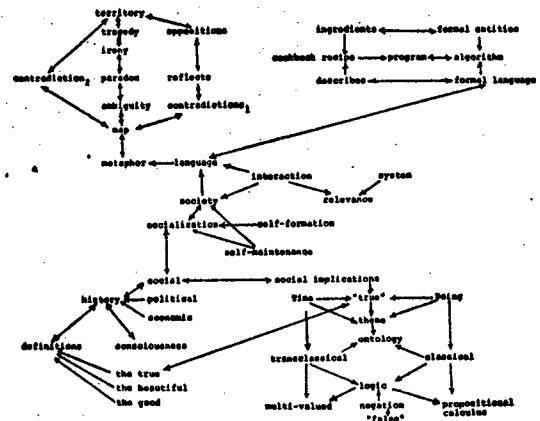 territory
tragedy
oppositions
irony
contradiction₂
paradox
reflects
ambiguity
contradictions₁
map
metaphor
language
ingredients
formal entities
cookbook recipe
program
algorithm
describes
formal language
interaction
system
society
relevance
socialization
self-formation
self-maintenance
social
social implications
history
political
economic
definitions
consciousness
the true
the beautiful
the good
Time
"true"
Being
theme
ontology
transclassical
classical
logic
multi-valued
negation
propositional
calculus
"false"